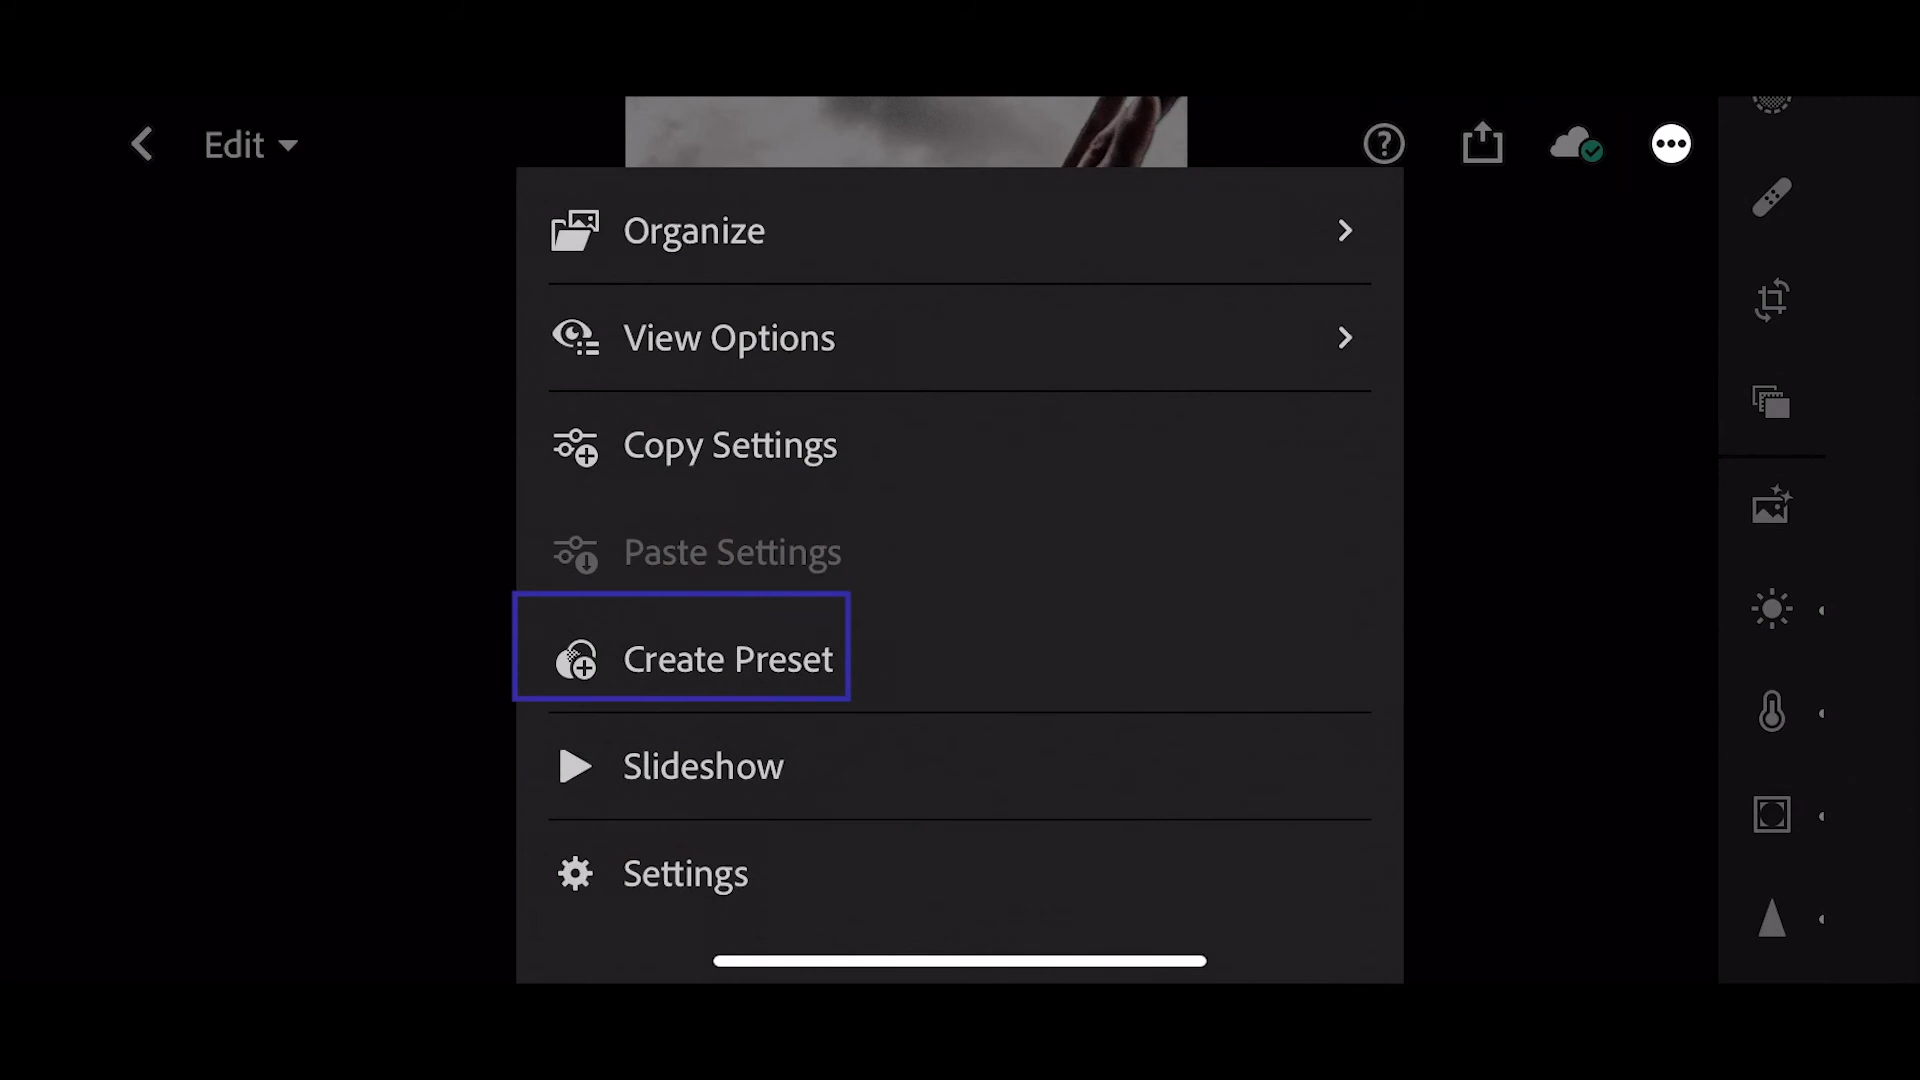 Edit
Organize
View Options
Copy Settings
Paste Settings
Create Preset
Slideshow
Settings